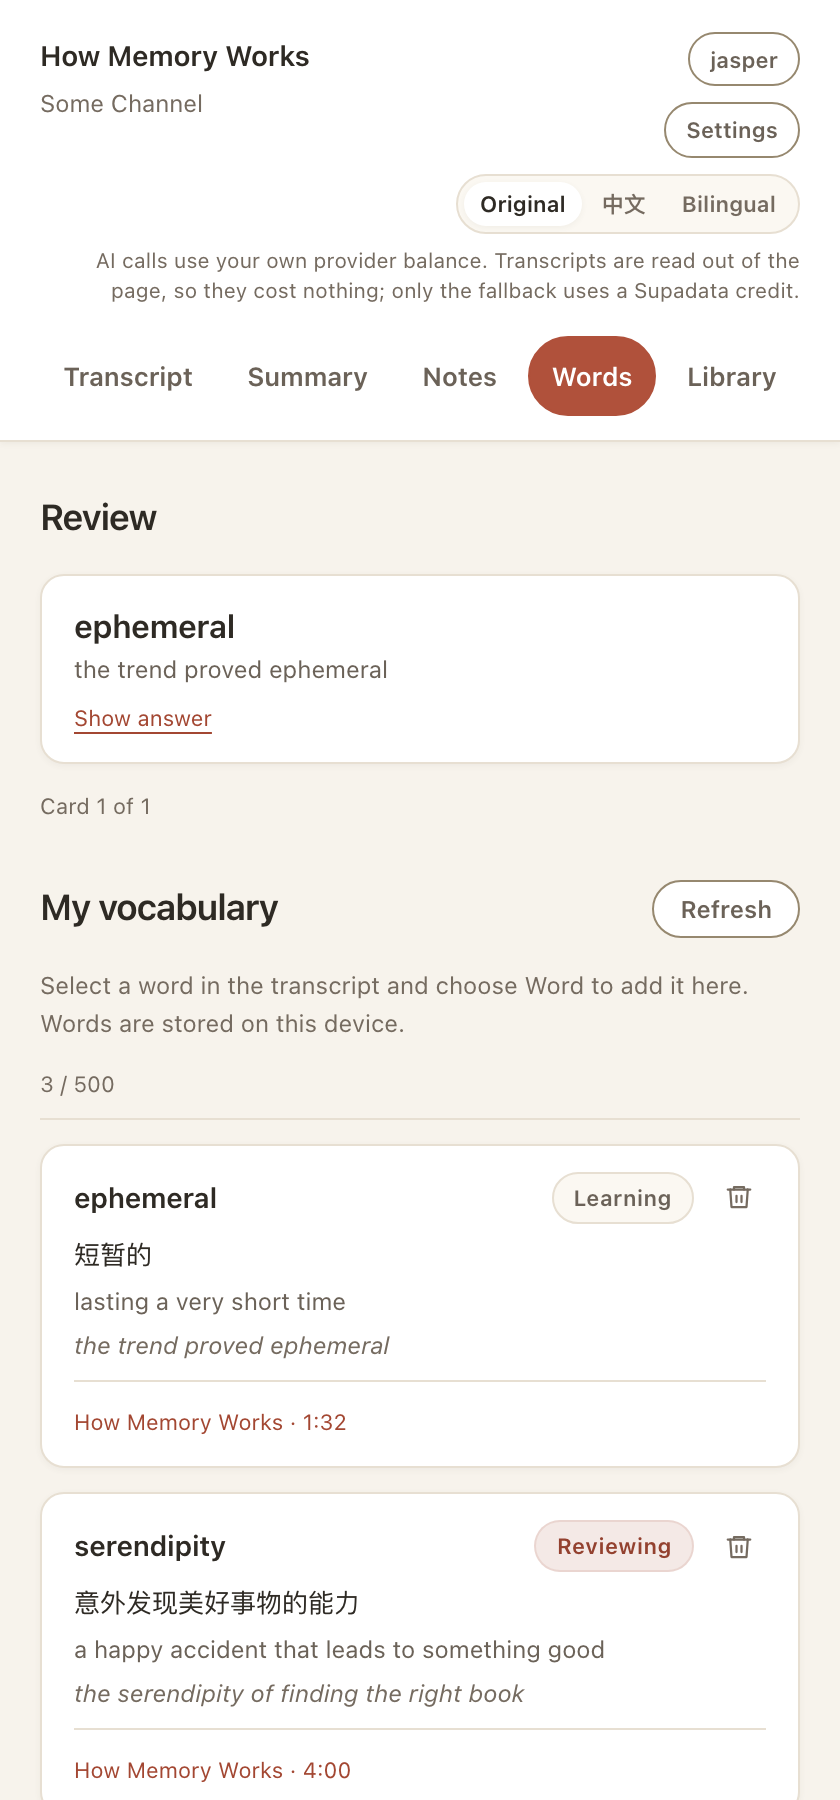 How Memory Works
Some Channel
jasper
Settings
Original 中文 Bilingual
AI calls use your own provider balance. Transcripts are read out of the
page, so they cost nothing; only the fallback uses a Supadata credit.
Transcript Summary Notes Words Library
Review
ephemeral
the trend proved ephemeral
Show answer
Card 1 of 1
My vocabulary
Refresh
Select a word in the transcript and choose Word to add it here.
Words are stored on this device.
3 / 500
ephemeral
Learning
短暂的
lasting a very short time
the trend proved ephemeral
How Memory Works · 1:32
serendipity
Reviewing
意外发现美好事物的能力
a happy accident that leads to something good
the serendipity of finding the right book
How Memory Works · 4:00